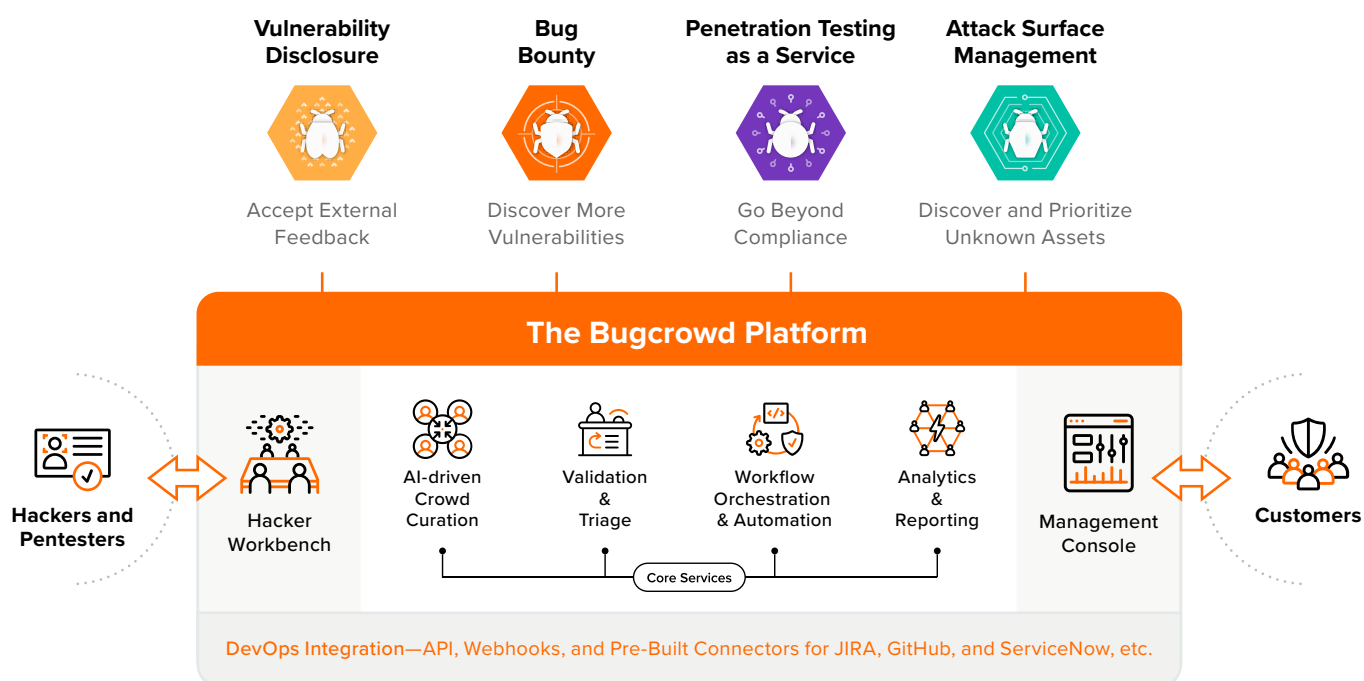 Vulnerability
Disclosure
Bug
Bounty
Penetration Testing
as a Service
Attack Surface
Management
Accept External
Feedback
Discover More
Vulnerabilities
Go Beyond
Compliance
Discover and Prioritize
Unknown Assets
The Bugcrowd Platform
Hackers and
Pentesters
Hacker
Workbench
AI-driven
Crowd
Curation
Validation
&
Triage
</>
Workflow
Orchestration
& Automation
Analytics
&
Reporting
Management
Console
Customers
Core Services
DevOps Integration—API, Webhooks, and Pre-Built Connectors for JIRA, GitHub, and ServiceNow, etc.